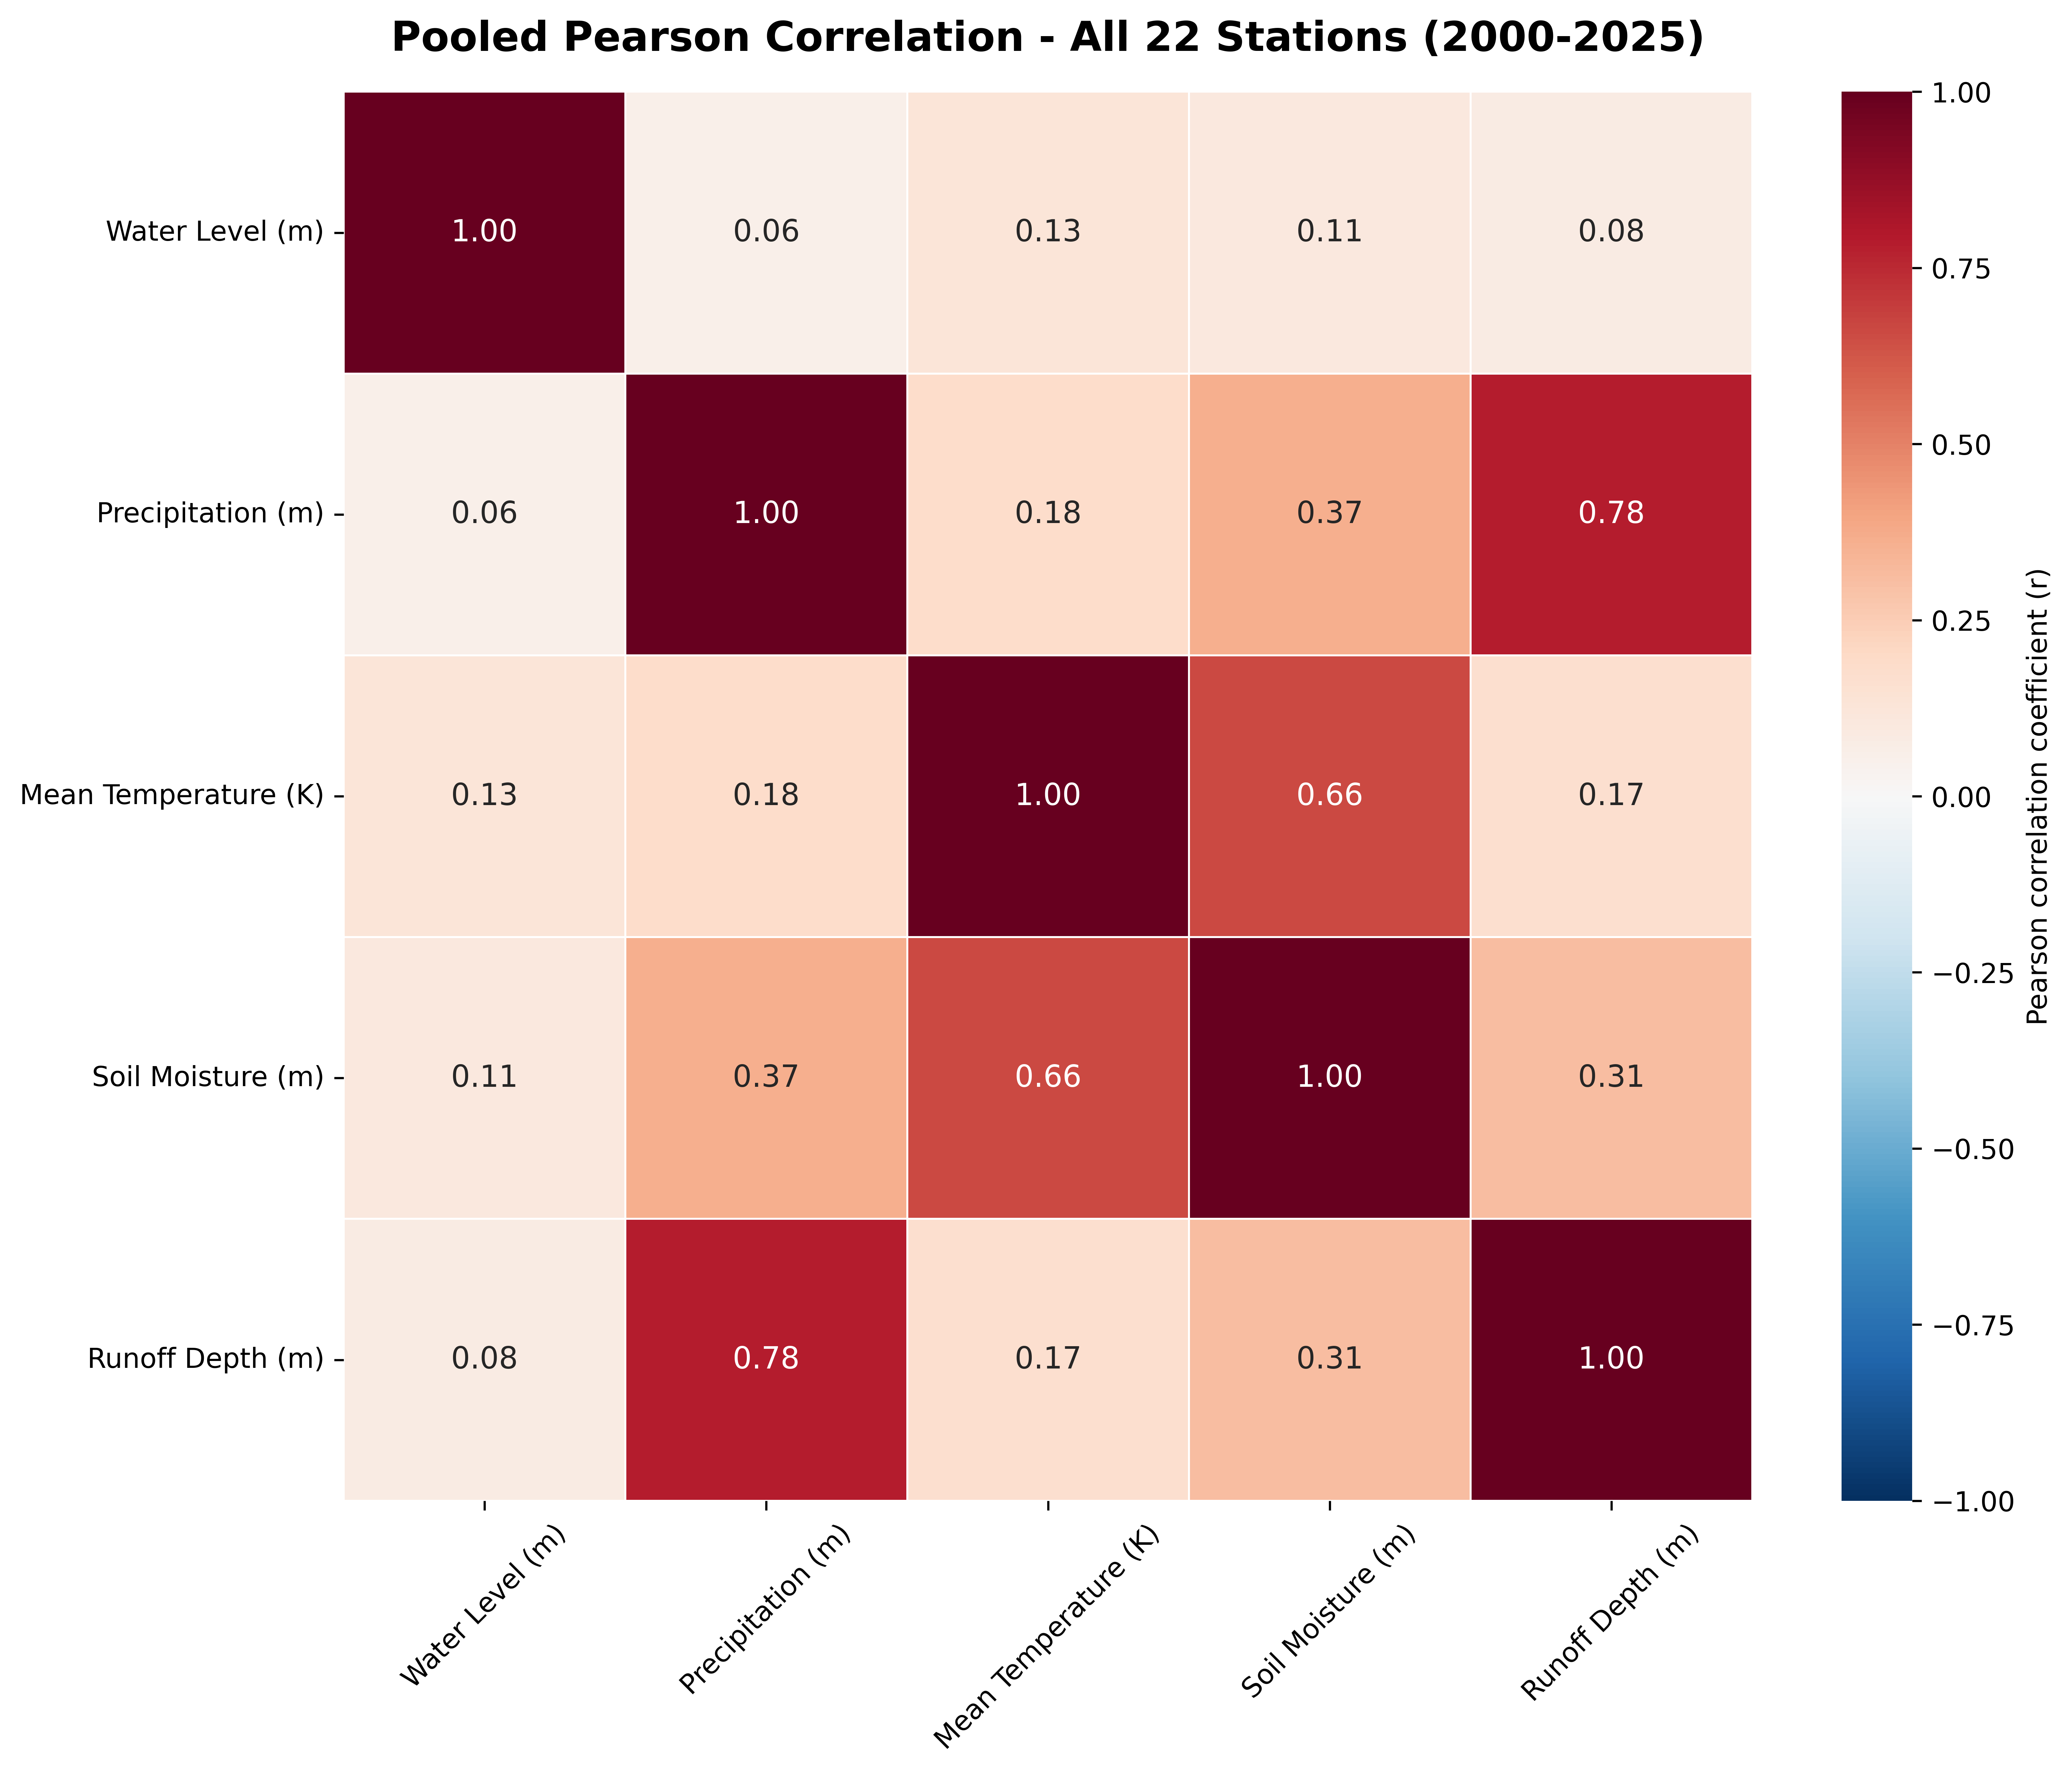 Pooled Pearson Correlation - All 22 Stations (2000-2025)
Water Level (m)
1.00
0.06
0.13
0.11
0.08
Precipitation (m)
0.06
1.00
0.18
0.37
0.78
Mean Temperature (K)
0.13
0.18
1.00
0.66
0.17
Soil Moisture (m)
0.11
0.37
0.66
1.00
0.31
Runoff Depth (m)
0.08
0.78
0.17
0.31
1.00
Water Level (m)
Precipitation (m)
Mean Temperature (K)
Soil Moisture (m)
Runoff Depth (m)
1.00
0.75
0.50
0.25
0.00
−0.25
−0.50
−0.75
−1.00
Pearson correlation coefficient (r)